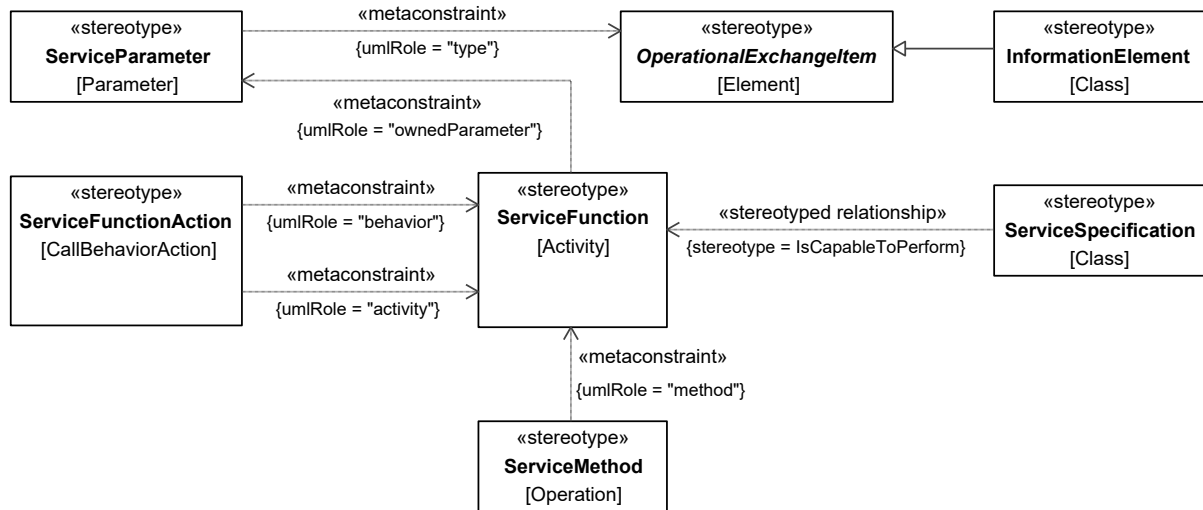 «stereotype»
ServiceParameter
[Parameter]
«metaconstraint»
{umlRole = "type"}
«stereotype»
OperationalExchangeItem
[Element]
«stereotype»
InformationElement
[Class]
«metaconstraint»
{umlRole = "ownedParameter"}
«stereotype»
ServiceFunctionAction
[CallBehaviorAction]
«metaconstraint»
{umlRole = "behavior"}
«metaconstraint»
{umlRole = "activity"}
«stereotype»
ServiceFunction
[Activity]
«stereotyped relationship»
{stereotype = IsCapableToPerform}
«stereotype»
ServiceSpecification
[Class]
«metaconstraint»
{umlRole = "method"}
«stereotype»
ServiceMethod
[Operation]